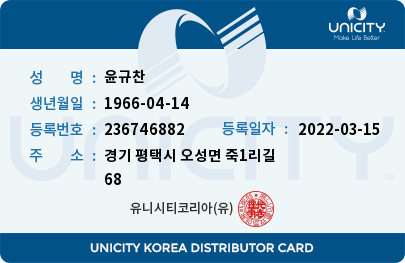 UNICITY
Make Life Better
성 명 : 윤규찬
생년월일 : 1966-04-14
등록번호 : 236746882 등록일자 : 2022-03-15
주 소 : 경기 평택시 오성면 죽1리길
68
UNICITY
TM
유니시티코리아(유)
UNICITY KOREA DISTRIBUTOR CARD